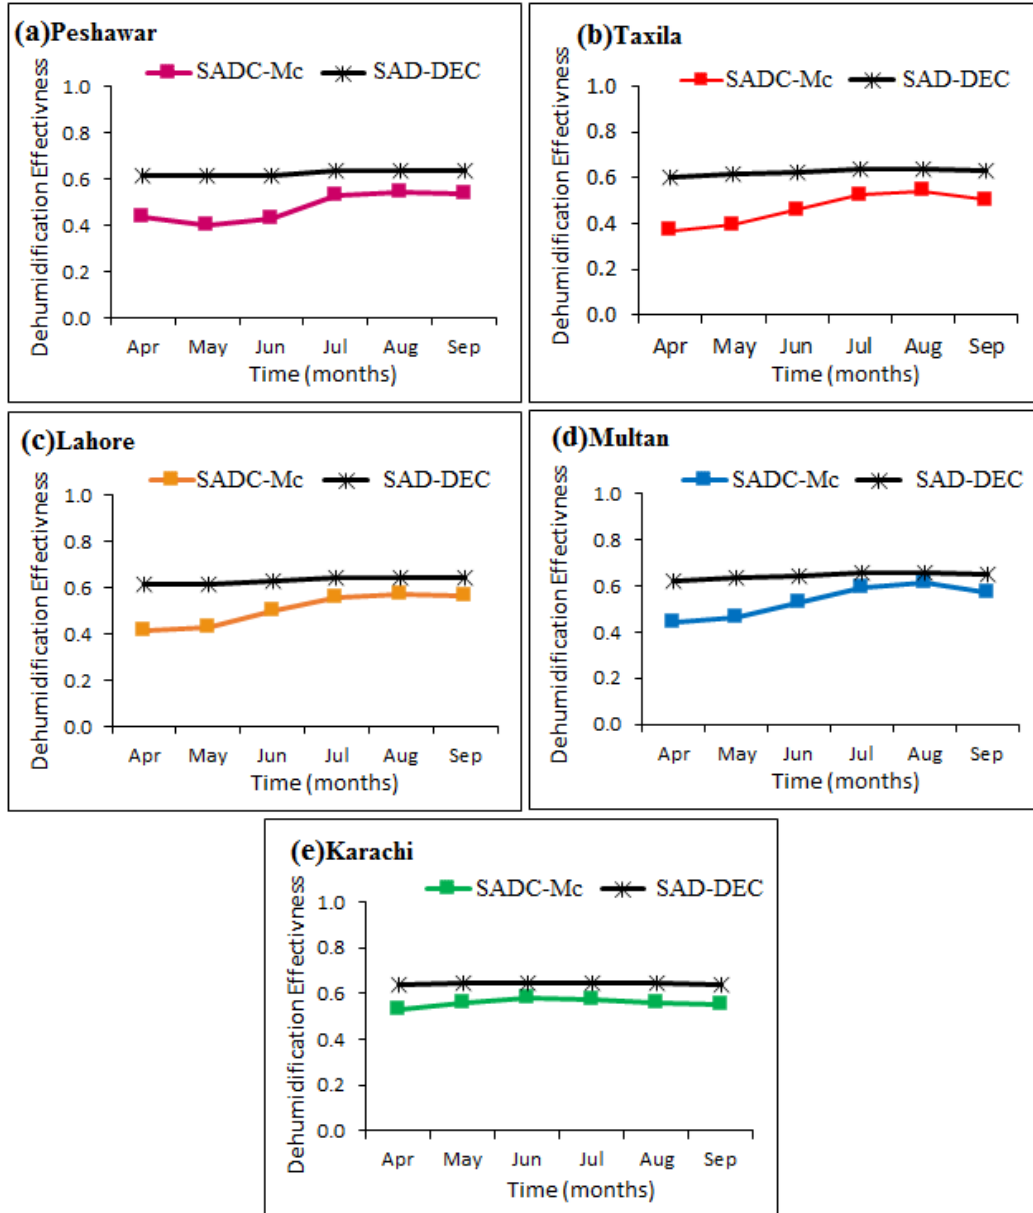 (a)Peshawar
SADC-Mc SAD-DEC
Dehumidification Effectivness
1.0
0.8
0.6
0.4
0.2
0.0
Apr May Jun Jul Aug Sep
Time (months)
(b)Taxila
SADC-Mc SAD-DEC
Dehumidification Effectivness
1.0
0.8
0.6
0.4
0.2
0.0
Apr May Jun Jul Aug Sep
Time (months)
(c)Lahore
SADC-Mc SAD-DEC
Dehumidification Effectivness
1.0
0.8
0.6
0.4
0.2
0.0
Apr May Jun Jul Aug Sep
Time (months)
(d)Multan
SADC-Mc SAD-DEC
Dehumidification Effectivness
1.0
0.8
0.6
0.4
0.2
0.0
Apr May Jun Jul Aug Sep
Time (months)
(e)Karachi
SADC-Mc SAD-DEC
Dehumidification Effectivness
1.0
0.8
0.6
0.4
0.2
0.0
Apr May Jun Jul Aug Sep
Time (months)